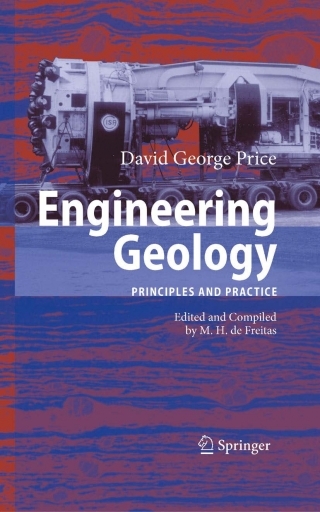 David George Price
Engineering
Geology
PRINCIPLES AND PRACTICE
Edited and Compiled
by M. H. de Freitas
Springer